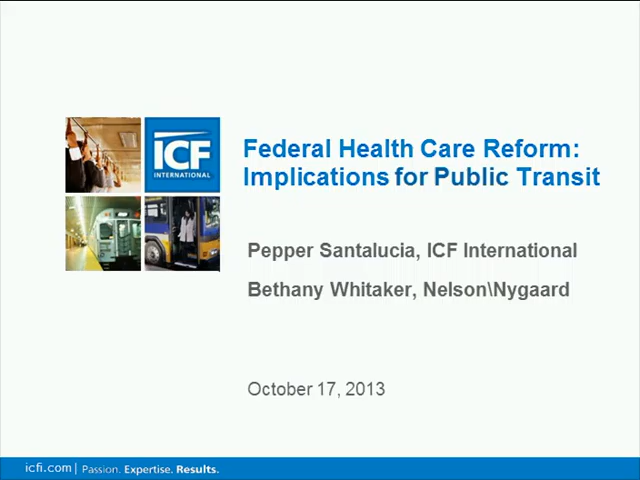 ICF
INTERNATIONAL
Federal Health Care Reform:
Implications for Public Transit
Pepper Santalucia, ICF International
Bethany Whitaker, Nelson\Nygaard
October 17, 2013
icfi.com | Passion. Expertise. Results.